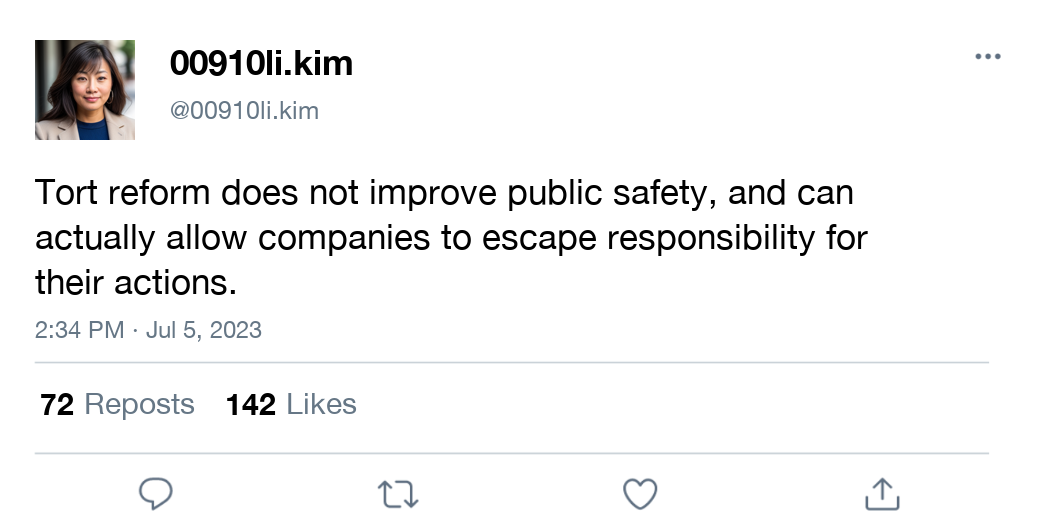 00910li.kim
@00910li.kim
Tort reform does not improve public safety, and can
actually allow companies to escape responsibility for
their actions.
2:34 PM · Jul 5, 2023
72 Reposts 142 Likes